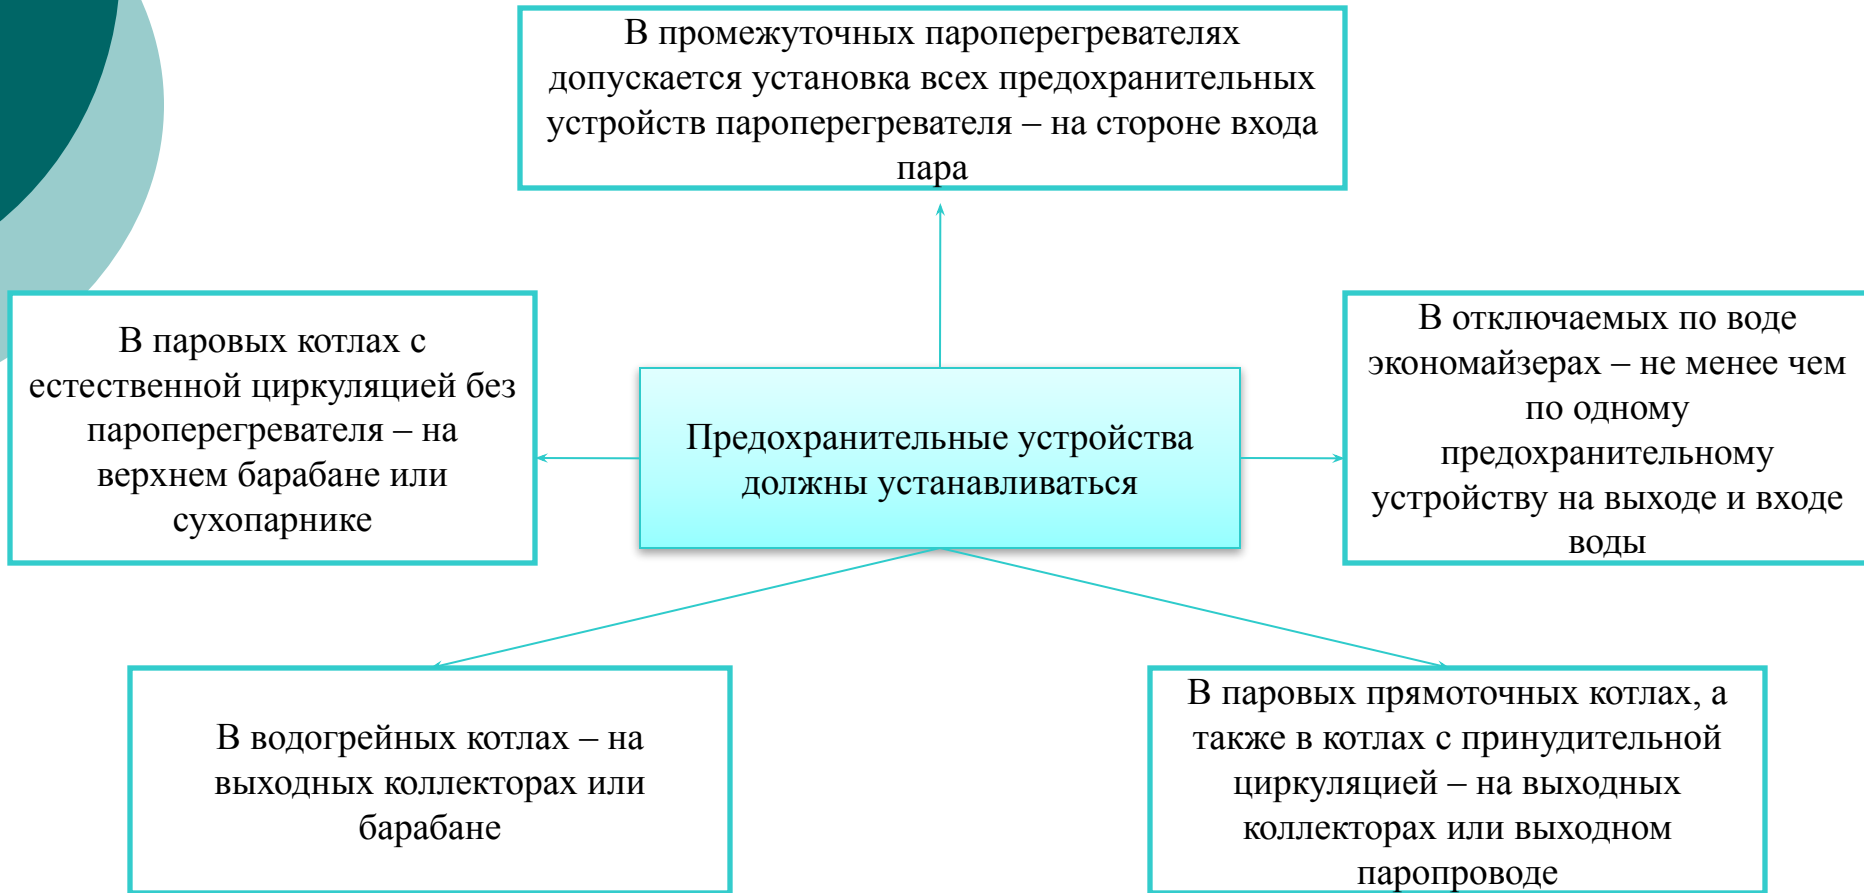 В промежуточных пароперегревателях
допускается установка всех предохранительных
устройств пароперегревателя – на стороне входа
пара
В паровых котлах с
естественной циркуляцией без
пароперегревателя – на
верхнем барабане или
сухопарнике
Предохранительные устройства
должны устанавливаться
В отключаемых по воде
экономайзерах – не менее чем
по одному
предохранительному
устройству на выходе и входе
воды
В водогрейных котлах – на
выходных коллекторах или
барабане
В паровых прямоточных котлах, а
также в котлах с принудительной
циркуляцией – на выходных
коллекторах или выходном
паропроводе